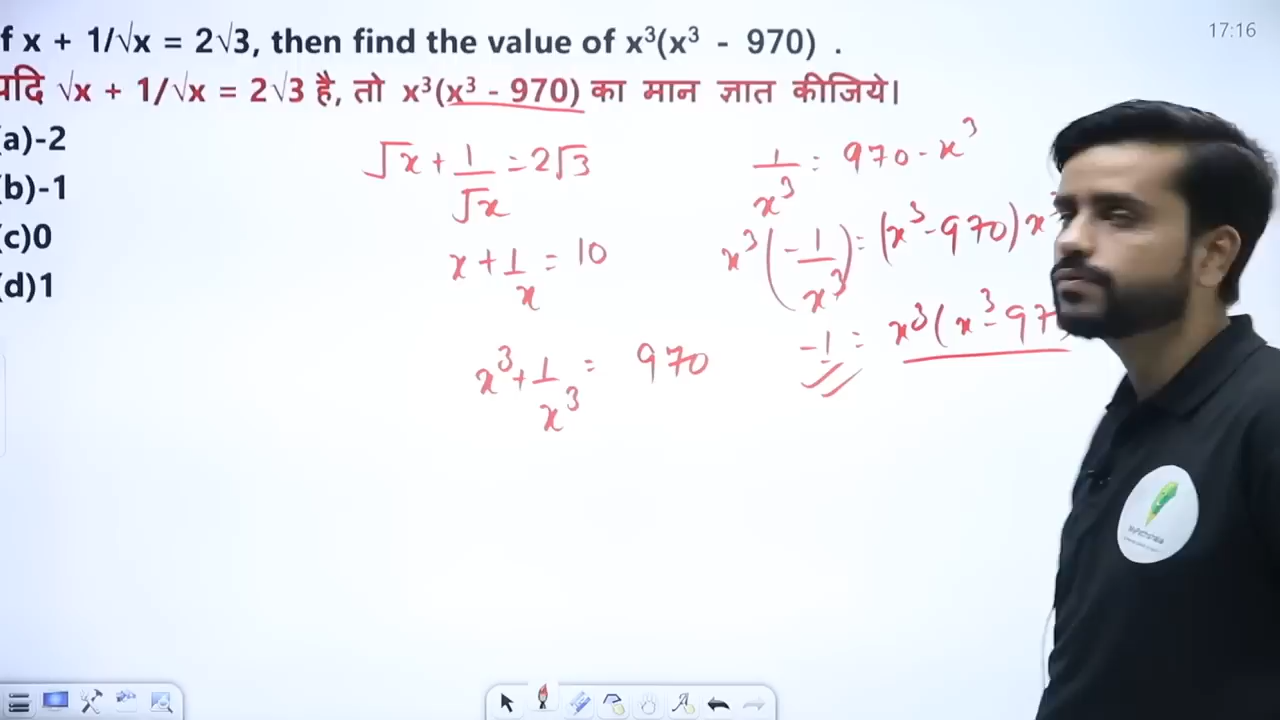 f x + 1/√x = 2√3, then find the value of x³(x³ - 970) .
17:16
यदि √x + 1/√x = 2√3 है, तो x³(x³ - 970) का मान ज्ञात कीजिये।
(a)-2
(b)-1
(c)0
(d)1
√x + 1/√x = 2√3
x + 1/x = 10
x³ + 1/x³ = 970
1/x³ = 970 - x³
x³(-1/x³) = (x³ - 970) x
-1 = x³(x³ - 97